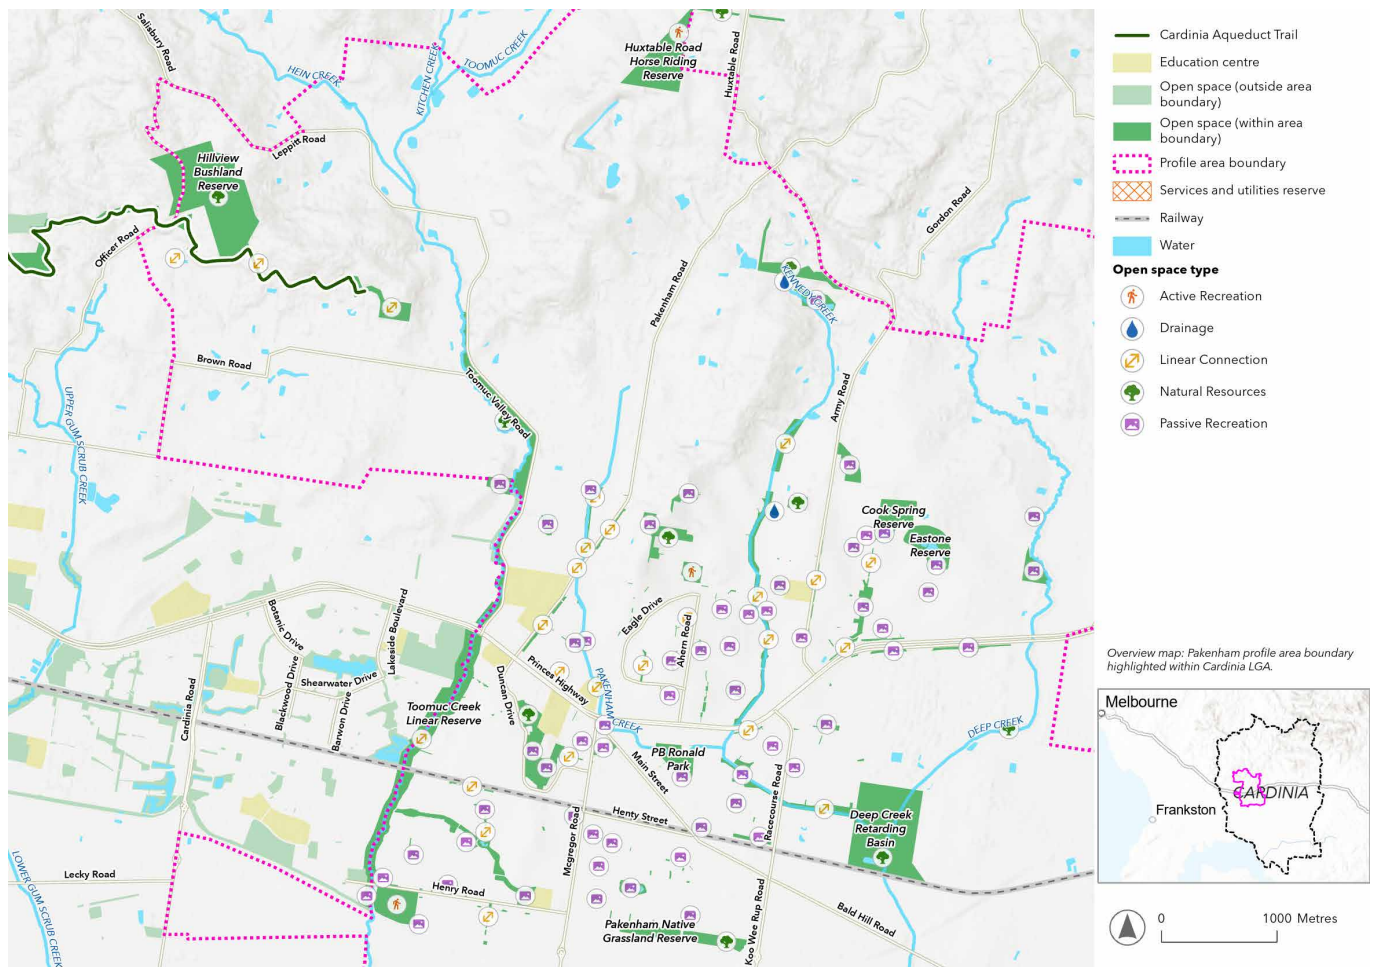 Salisbury Road
HEIN CREEK
KITCHEN CREEK
TOOMUC CREEK
Huxtable Road
Horse Riding
Reserve
Huxtable Road
Leppitt Road
Hillview
Bushland
Reserve
Officer Road
Gordon Road
Pakenham Road
KENNEDY CREEK
Brown Road
Toomuc Valley Road
Army Road
UPPER GUM SCRUB CREEK
Cook Spring
Reserve
Eastone
Reserve
Botanic Drive
Lakeside Boulevard
Eagle Drive
Ahern Road
Princes Highway
Shearwater Drive
Blackwood Drive
Barwon Drive
Cardinia Road
Duncan Drive
PAKENHAM CREEK
Toomuc Creek
Linear Reserve
DEEP CREEK
PB Ronald
Park
Main Street
Racecourse Road
Henty Street
Mcgregor Road
Deep Creek
Retarding
Basin
Lecky Road
LOWER GUM SCRUB CREEK
Henry Road
Pakenham Native
Grassland Reserve
Koo Wee Rup Road
Bald Hill Road
Cardinia Aqueduct Trail
Education centre
Open space (outside area
boundary)
Open space (within area
boundary)
Profile area boundary
Services and utilities reserve
Railway
Water
Open space type
Active Recreation
Drainage
Linear Connection
Natural Resources
Passive Recreation
Overview map: Pakenham profile area boundary
highlighted within Cardinia LGA.
Melbourne
CARDINIA
Frankston
0 1000 Metres